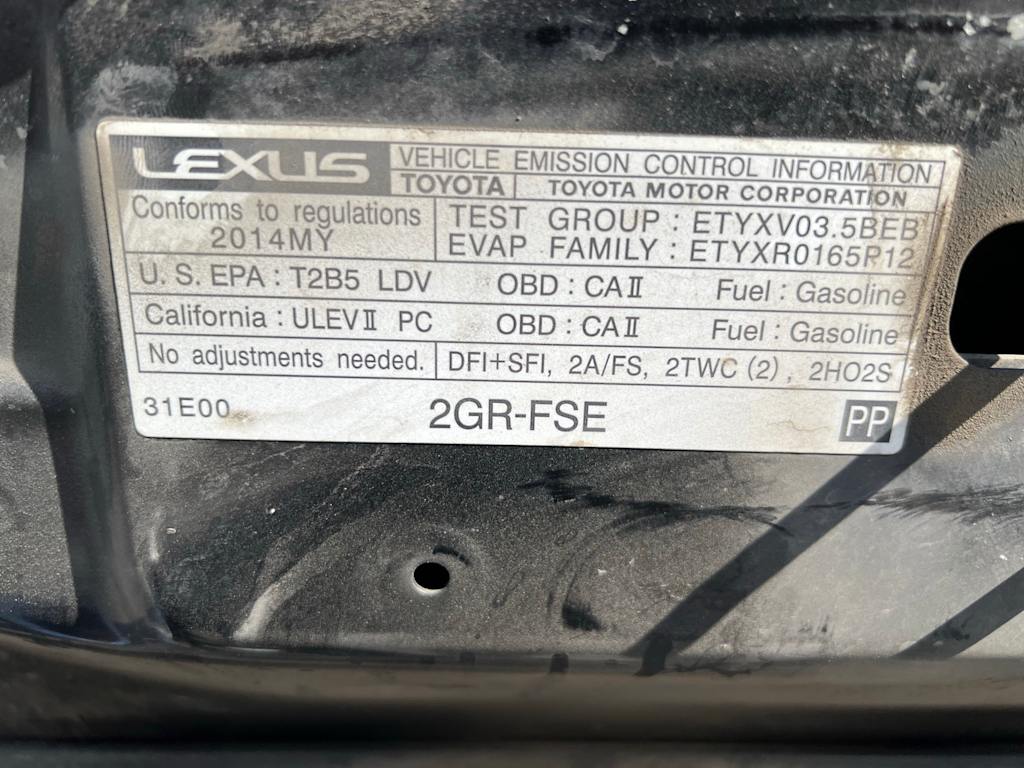 LEXUS VEHICLE EMISSION CONTROL INFORMATION
TOYOTA TOYOTA MOTOR CORPORATION
Conforms to regulations
2014MY
TEST GROUP : ETYXV03.5BEB
EVAP FAMILY : ETYXR0165P12
U.S. EPA : T2B5 LDV OBD : CAⅡ Fuel : Gasoline
California : ULEVⅡ PC OBD : CAⅡ Fuel : Gasoline
No adjustments needed. DFI+SFI, 2A/FS, 2TWC (2), 2HO2S
31E00 2GR-FSE PP